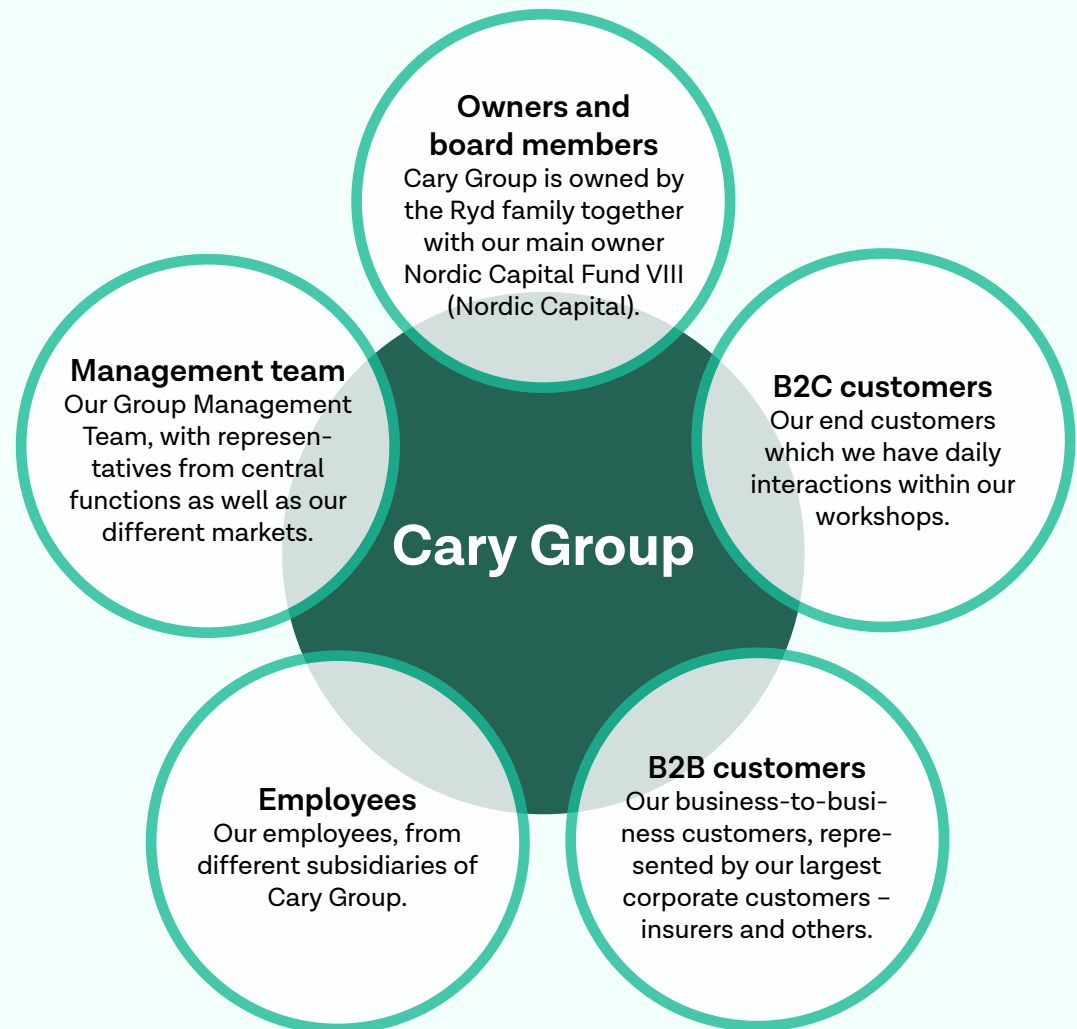 Owners and
board members
Cary Group is owned by
the Ryd family together
with our main owner
Nordic Capital Fund VIII
(Nordic Capital).
Management team
Our Group Management
Team, with represen-
tatives from central
functions as well as our
different markets.
B2C customers
Our end customers
which we have daily
interactions within our
workshops.
Cary Group
Employees
Our employees, from
different subsidiaries of
Cary Group.
B2B customers
Our business-to-busi-
ness customers, repre-
sented by our largest
corporate customers –
insurers and others.